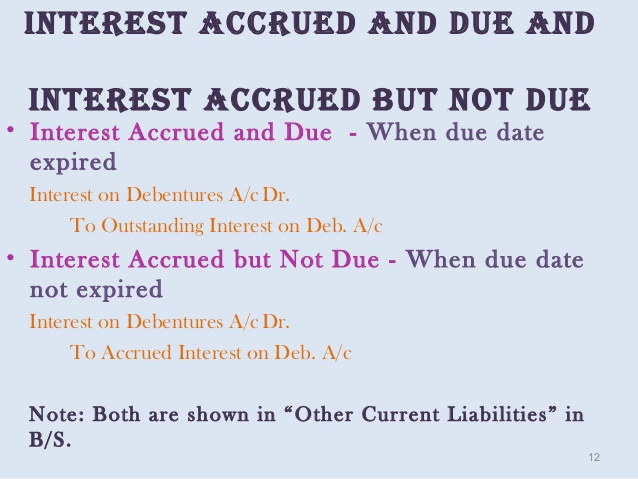 Interest Accrued and Due and
Interest Accrued but Not Due
• Interest Accrued and Due - When due date
expired
Interest on Debentures A/c Dr.
To Outstanding Interest on Deb. A/c
• Interest Accrued but Not Due - When due date
not expired
Interest on Debentures A/c Dr.
To Accrued Interest on Deb. A/c
Note: Both are shown in “Other Current Liabilities” in
B/S.
12